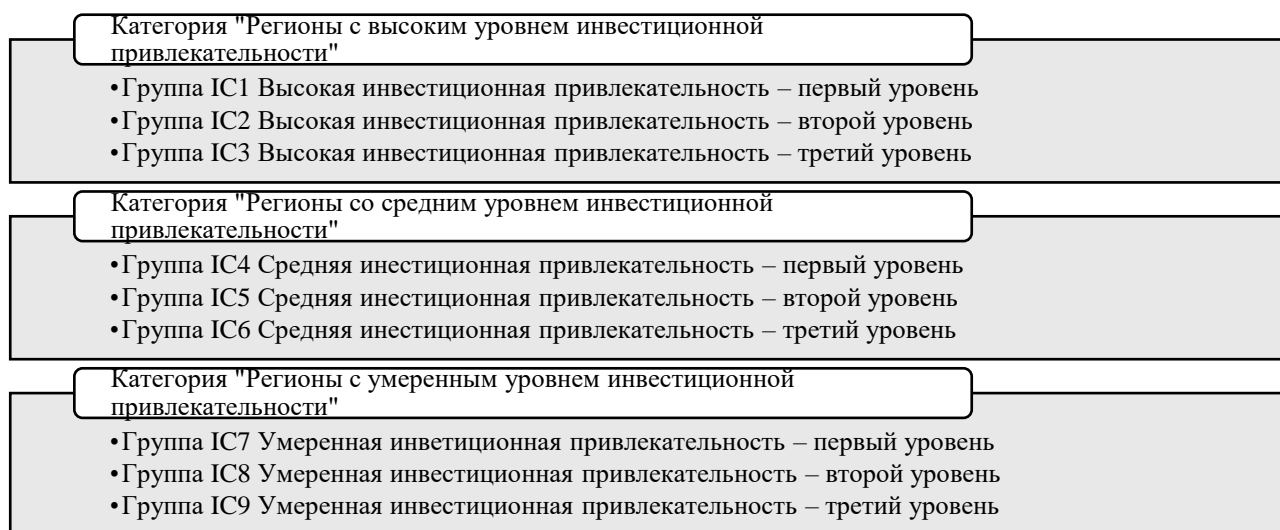 Категория "Регионы с высоким уровнем инвестиционной
привлекательности"
•Группа IC1 Высокая инвестиционная привлекательность – первый уровень
•Группа IC2 Высокая инвестиционная привлекательность – второй уровень
•Группа IC3 Высокая инвестиционная привлекательность – третий уровень
Категория "Регионы со средним уровнем инвестиционной
привлекательности"
•Группа IC4 Средняя инестиционная привлекательность – первый уровень
•Группа IC5 Средняя инестиционная привлекательность – второй уровень
•Группа IC6 Средняя инестиционная привлекательность – третий уровень
Категория "Регионы с умеренным уровнем инвестиционной
привлекательности"
•Группа IC7 Умеренная инветиционная привлекательность – первый уровень
•Группа IC8 Умеренная инвестиционная привлекательность – второй уровень
•Группа IC9 Умеренная инвестиционная привлекательность – третий уровень